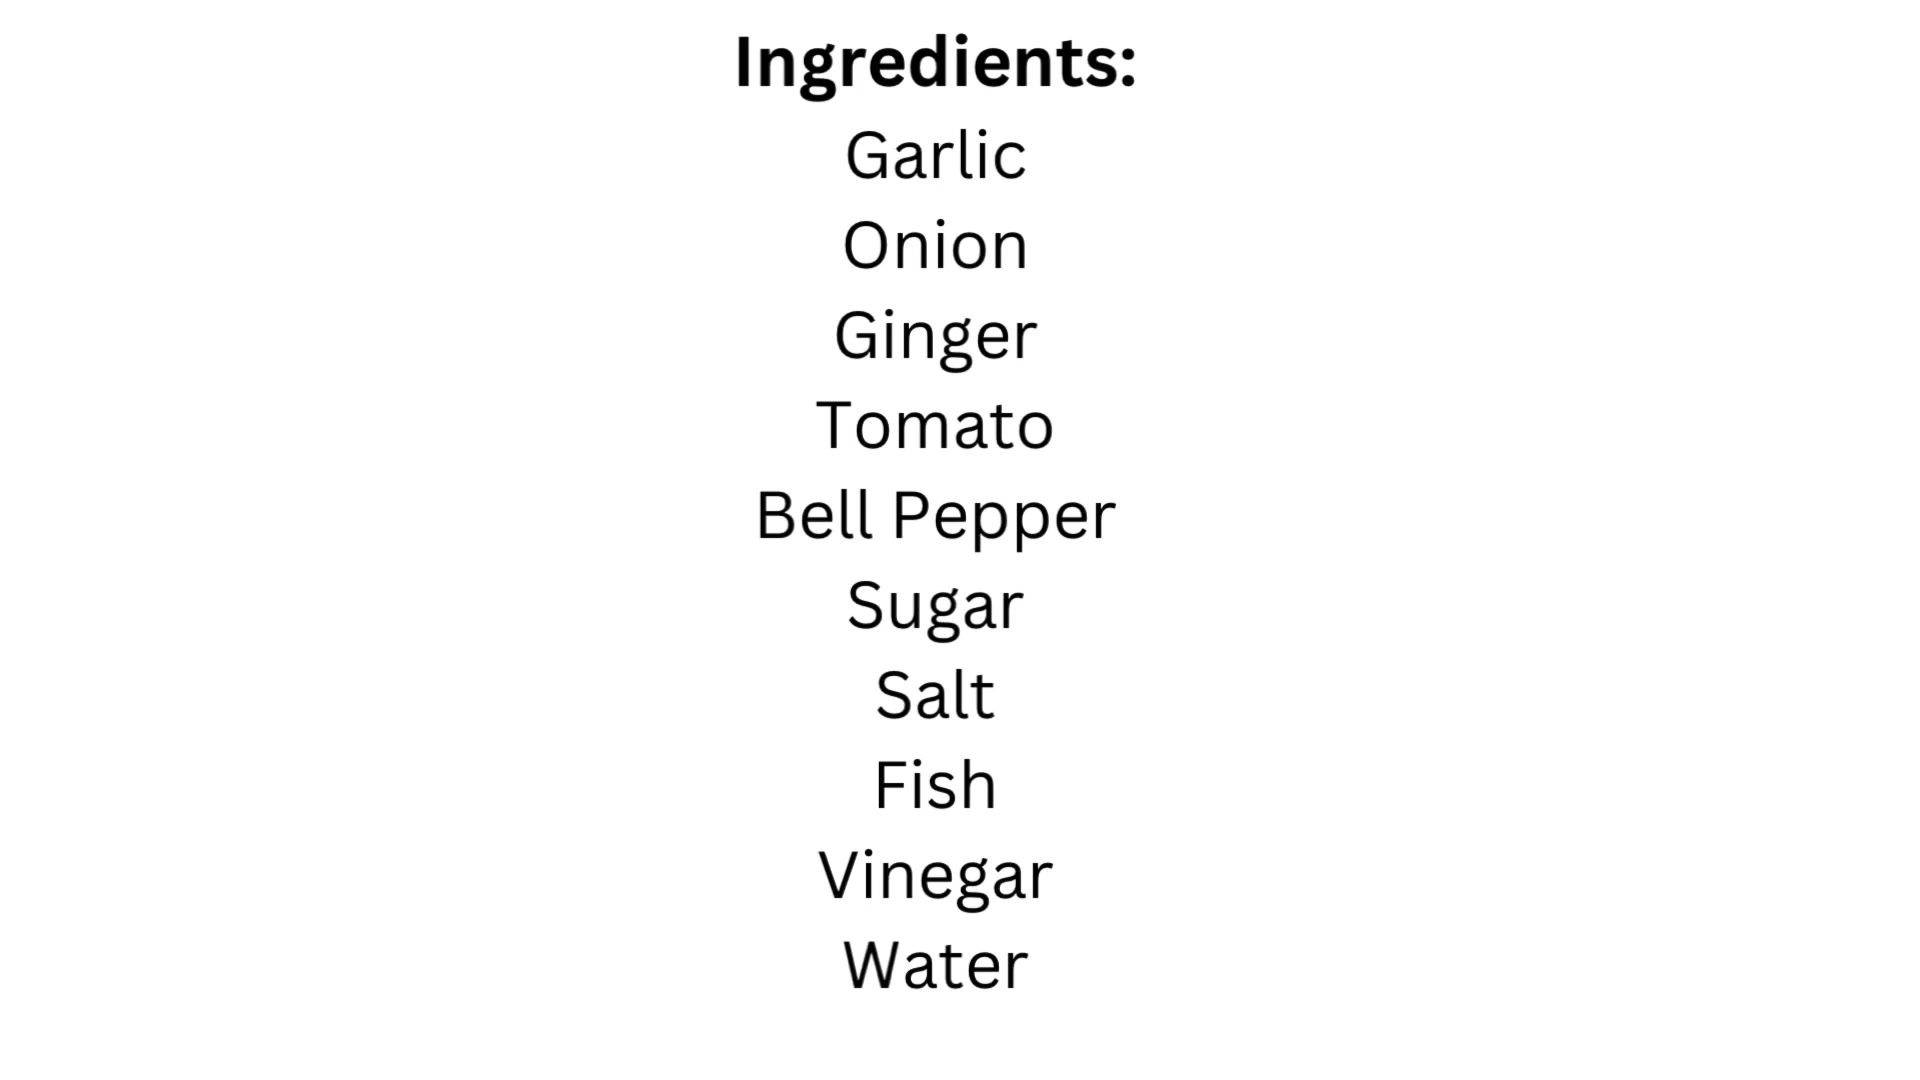 Ingredients:
Garlic
Onion
Ginger
Tomato
Bell Pepper
Sugar
Salt
Fish
Vinegar
Water